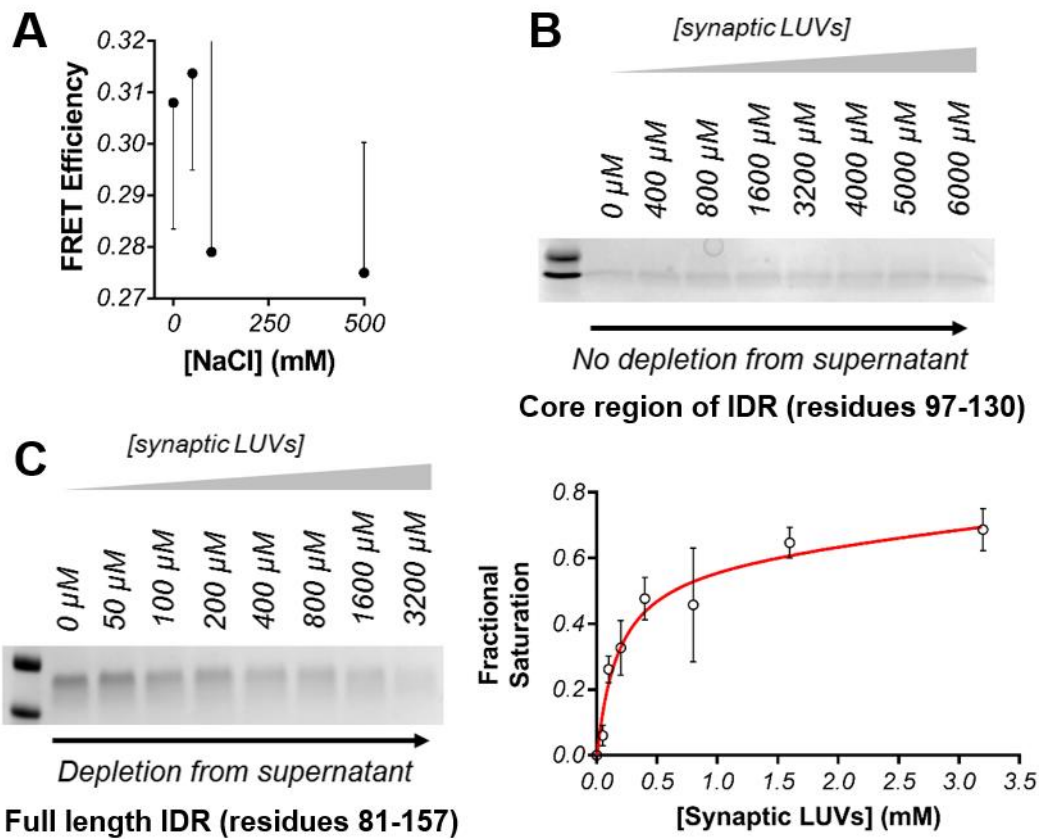 A
0.32
0.31
0.30
0.29
0.28
0.27
FRET Efficiency
0 250 500
[NaCl] (mM)
B
[synaptic LUVs]
0 µM 400 µM 800 µM 1600 µM 3200 µM 4000 µM 5000 µM 6000 µM
No depletion from supernatant
Core region of IDR (residues 97-130)
C
[synaptic LUVs]
0 µM 50 µM 100 µM 200 µM 400 µM 800 µM 1600 µM 3200 µM
Depletion from supernatant
Full length IDR (residues 81-157)
0.8
0.6
0.4
0.2
0.0
Fractional
Saturation
0.0 0.5 1.0 1.5 2.0 2.5 3.0 3.5
[Synaptic LUVs] (mM)